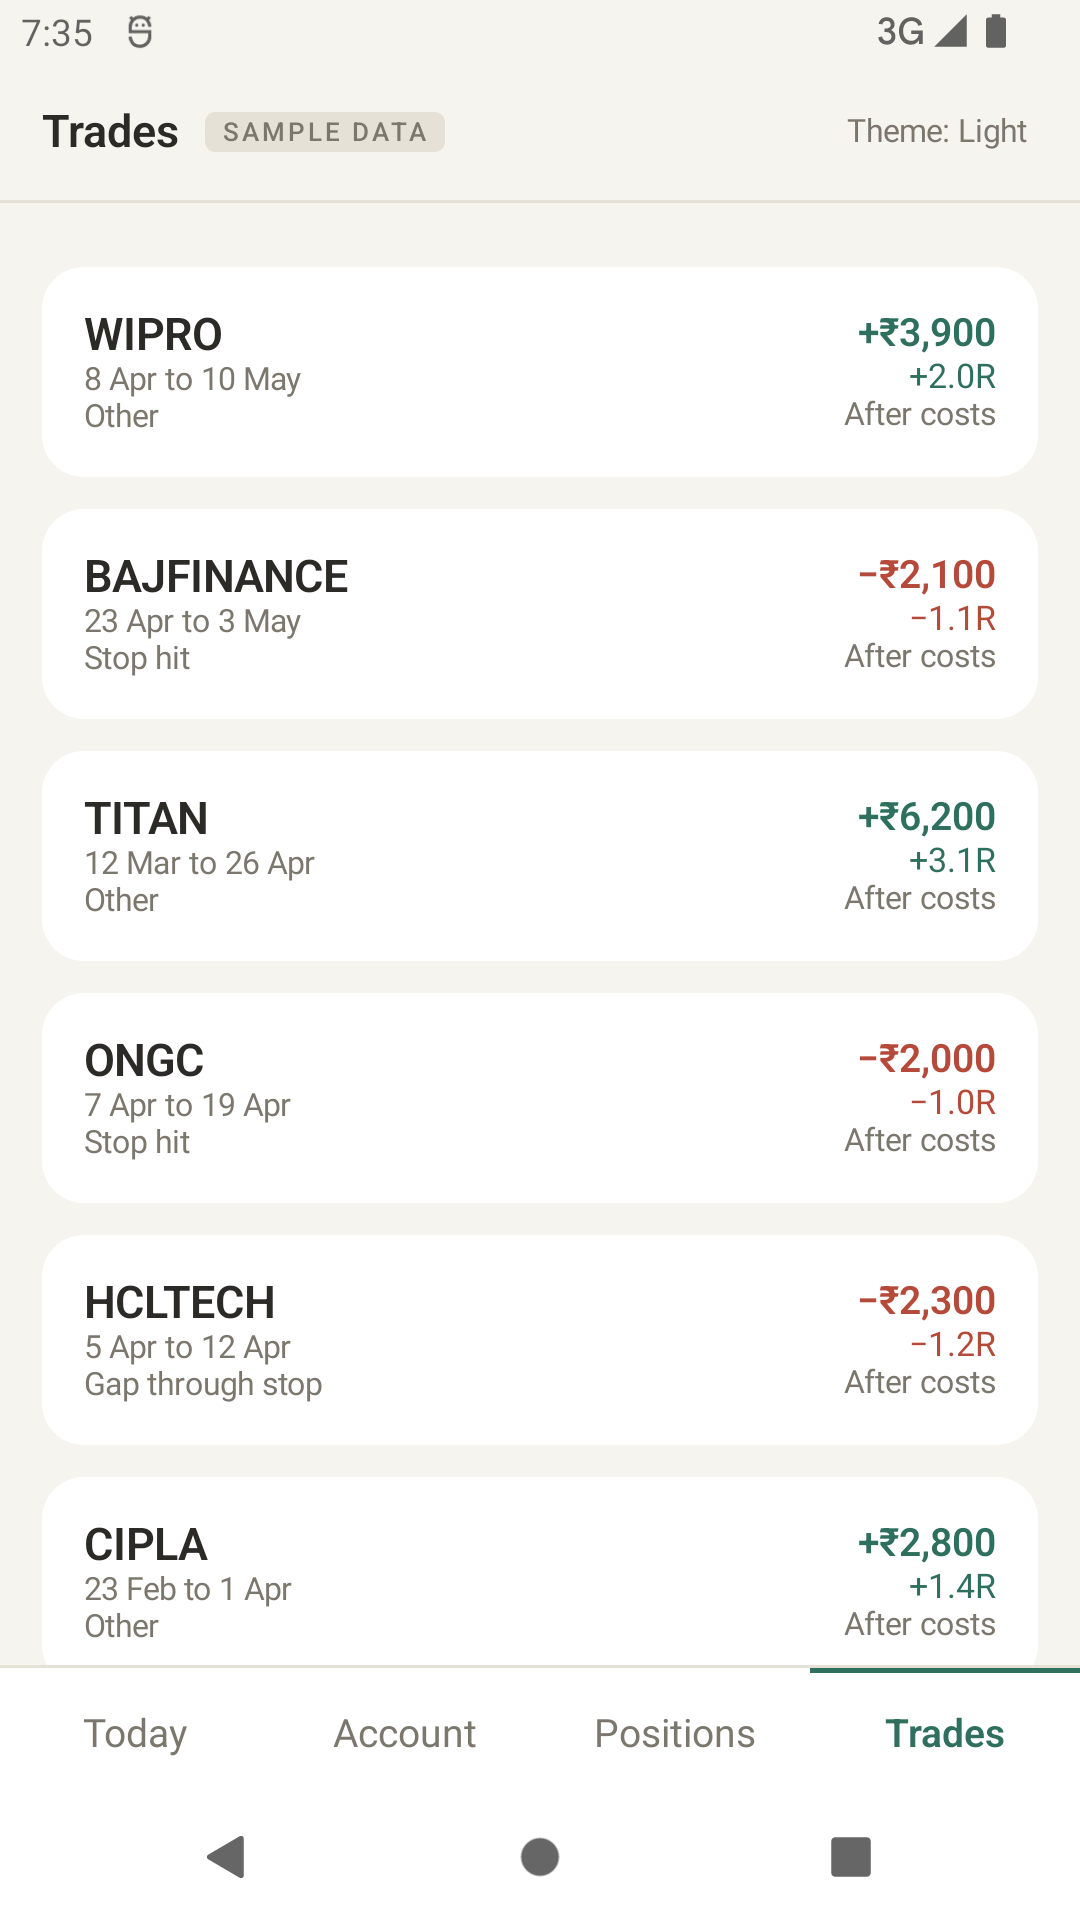 7:35
3G
Trades
SAMPLE DATA
Theme: Light
WIPRO
+₹3,900
8 Apr to 10 May
+2.0R
Other
After costs
BAJFINANCE
−₹2,100
23 Apr to 3 May
−1.1R
Stop hit
After costs
TITAN
+₹6,200
12 Mar to 26 Apr
+3.1R
Other
After costs
ONGC
−₹2,000
7 Apr to 19 Apr
−1.0R
Stop hit
After costs
HCLTECH
−₹2,300
5 Apr to 12 Apr
−1.2R
Gap through stop
After costs
CIPLA
+₹2,800
23 Feb to 1 Apr
+1.4R
Other
After costs
Today
Account
Positions
Trades